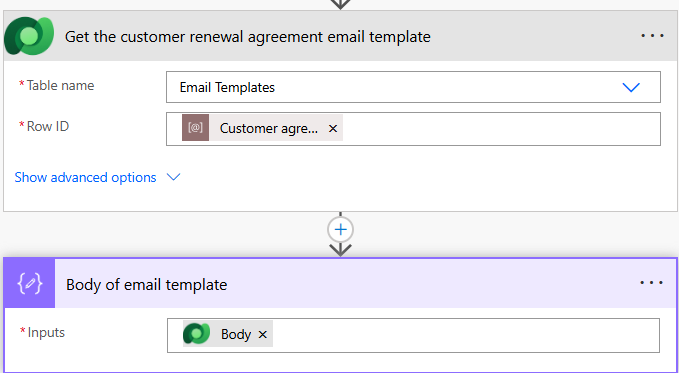 Get the customer renewal agreement email template
* Table name
Email Templates
* Row ID
[@] Customer agre... ×
Show advanced options
Body of email template
* Inputs
Body ×